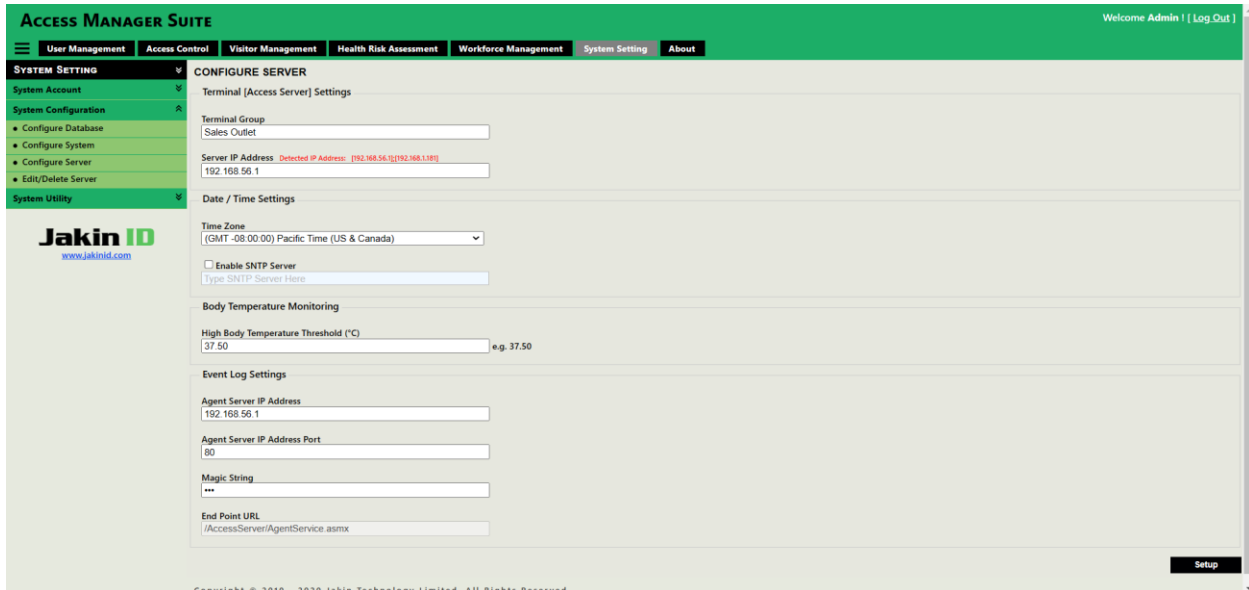 Access Manager Suite
Welcome Admin ! [ Log Out ]
User Management Access Control Visitor Management Health Risk Assessment Workforce Management System Setting About
System Setting
System Account
System Configuration
• Configure Database
• Configure System
• Configure Server
• Edit/Delete Server
System Utility
Jakin ID
www.jakinid.com
CONFIGURE SERVER
Terminal [Access Server] Settings
Terminal Group
Sales Outlet
Server IP Address Detected IP Address: [192.168.56.1];[192.168.1.181]
192.168.56.1
Date / Time Settings
Time Zone
(GMT -08:00:00) Pacific Time (US & Canada)
Enable SNTP Server
Type SNTP Server Here
Body Temperature Monitoring
High Body Temperature Threshold (°C)
37.50 e.g. 37.50
Event Log Settings
Agent Server IP Address
192.168.56.1
Agent Server IP Address Port
80
Magic String
•••
End Point URL
/AccessServer/AgentService.asmx
Setup